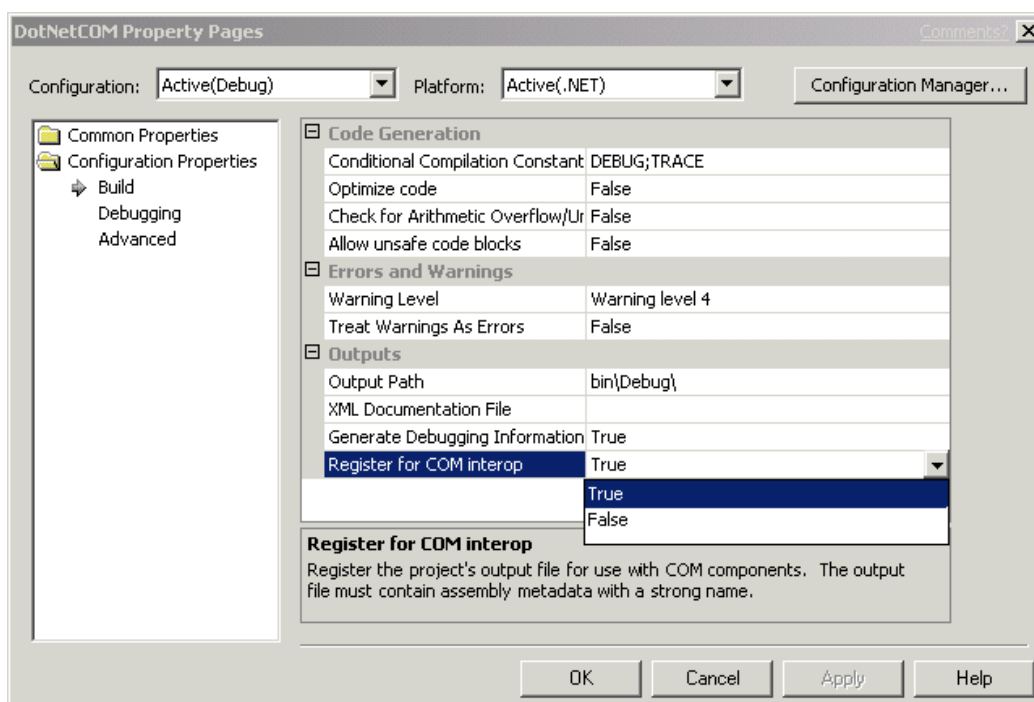 DotNetCOM Property Pages Comments? X
Configuration: Active(Debug) Platform: Active(.NET) Configuration Manager...
Common Properties
Configuration Properties
Build
Debugging
Advanced
Code Generation
Conditional Compilation Constant DEBUG;TRACE
Optimize code False
Check for Arithmetic Overflow/Ur False
Allow unsafe code blocks False
Errors and Warnings
Warning Level Warning level 4
Treat Warnings As Errors False
Outputs
Output Path bin\Debug\
XML Documentation File
Generate Debugging Information True
Register for COM interop True
True
False
Register for COM interop
Register the project's output file for use with COM components. The output
file must contain assembly metadata with a strong name.
OK Cancel Apply Help